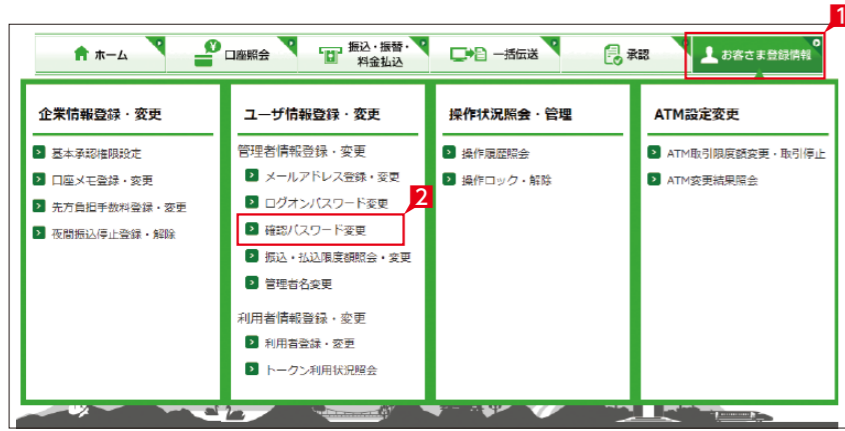 1
ホーム
口座照会
振込・振替・
料金払込
一括伝送
承認
お客さま登録情報
企業情報登録・変更
基本承認権限設定
口座メモ登録・変更
先方負担手数料登録・変更
夜間振込停止登録・解除
ユーザ情報登録・変更
管理者情報登録・変更
メールアドレス登録・変更
ログオンパスワード変更
2
確認パスワード変更
振込・払込限度額照会・変更
管理者名変更
利用者情報登録・変更
利用者登録・変更
トークン利用状況照会
操作状況照会・管理
操作履歴照会
操作ロック・解除
ATM設定変更
ATM取引限度額変更・取引停止
ATM変更結果照会